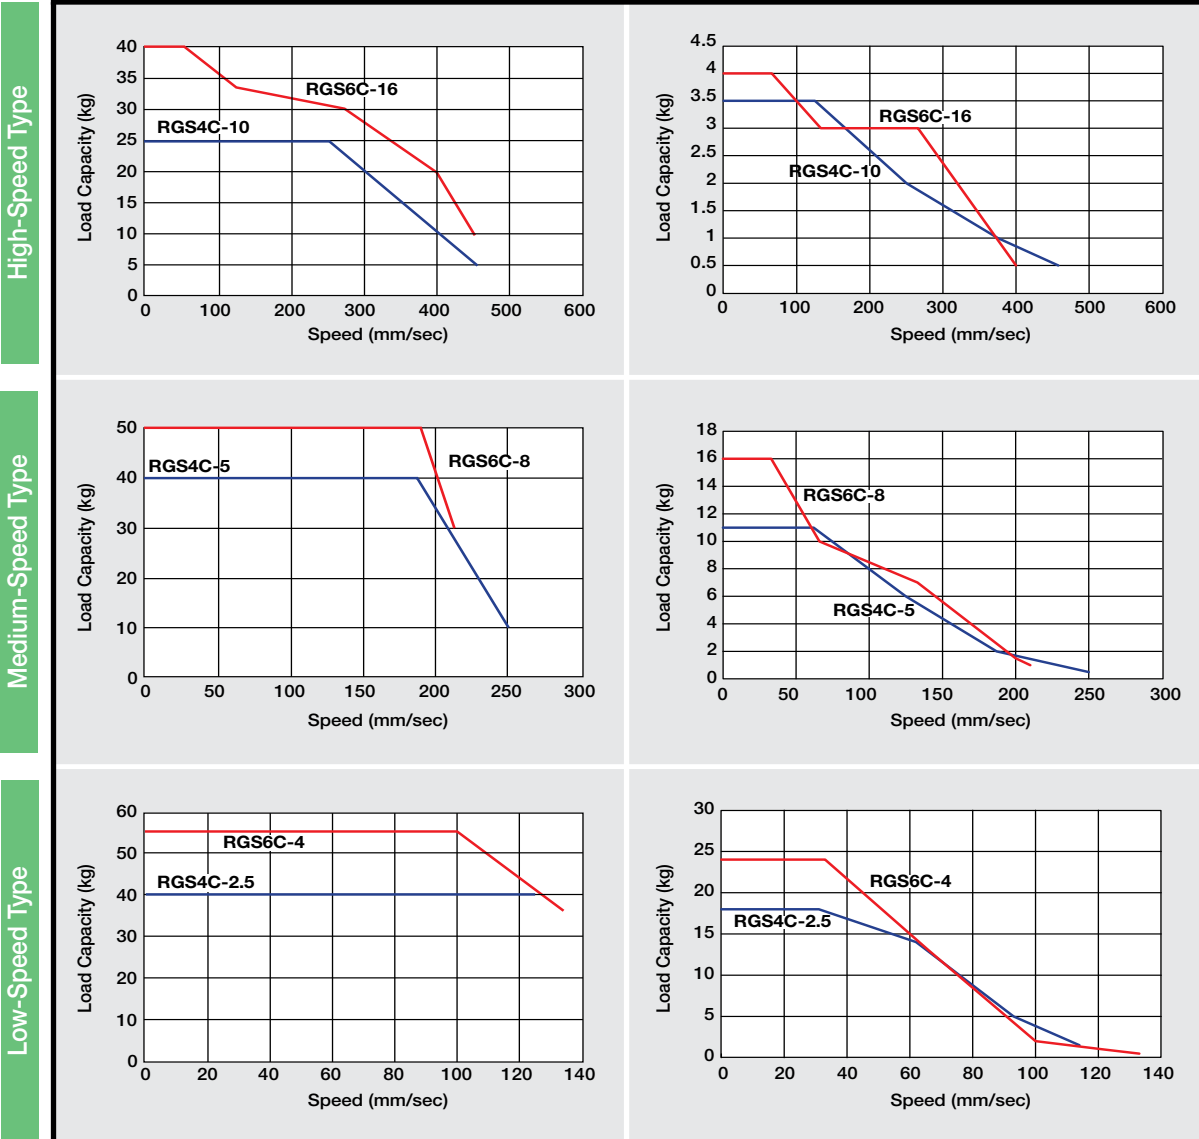 High-Speed Type
Load Capacity (kg)
40
35
30
25
20
15
10
5
0
RGS6C-16
RGS4C-10
0 100 200 300 400 500 600
Speed (mm/sec)
Load Capacity (kg)
4.5
4
3.5
3
2.5
2
1.5
1
0.5
0
RGS6C-16
RGS4C-10
0 100 200 300 400 500 600
Speed (mm/sec)
Medium-Speed Type
Load Capacity (kg)
50
40
30
20
10
0
RGS4C-5
RGS6C-8
0 50 100 150 200 250 300
Speed (mm/sec)
Load Capacity (kg)
18
16
14
12
11
10
8
6
4
2
0
RGS6C-8
RGS4C-5
0 50 100 150 200 250 300
Speed (mm/sec)
Low-Speed Type
Load Capacity (kg)
60
50
40
30
20
10
0
RGS6C-4
RGS4C-2.5
0 20 40 60 80 100 120 140
Speed (mm/sec)
Load Capacity (kg)
30
25
20
15
10
5
0
RGS6C-4
RGS4C-2.5
0 20 40 60 80 100 120 140
Speed (mm/sec)